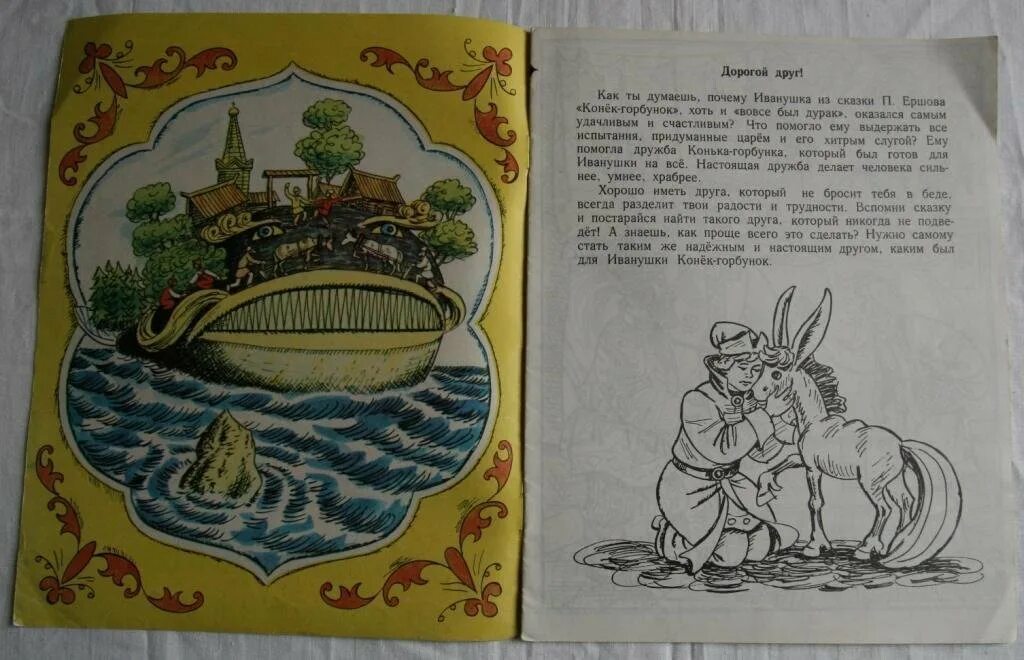 Дорогой друг!
Как ты думаешь, почему Иванушка из сказки П. Ершова
«Конёк-горбунок», хоть и «вовсе был дурак», оказался самым
удачливым и счастливым? Что помогло ему выдержать все
испытания, придуманные царём и его хитрым слугой? Ему
помогла дружба Конька-горбунка, который был готов для
Иванушки на всё. Настоящая дружба делает человека силь-
нее, умнее, храбрее.
Хорошо иметь друга, который не бросит тебя в беде,
всегда разделит твои радости и трудности. Вспомни сказку
и постарайся найти такого друга, который никогда не подве-
дёт! А знаешь, как проще всего это сделать? Нужно самому
стать таким же надёжным и настоящим другом, каким был
для Иванушки Конёк-горбунок.